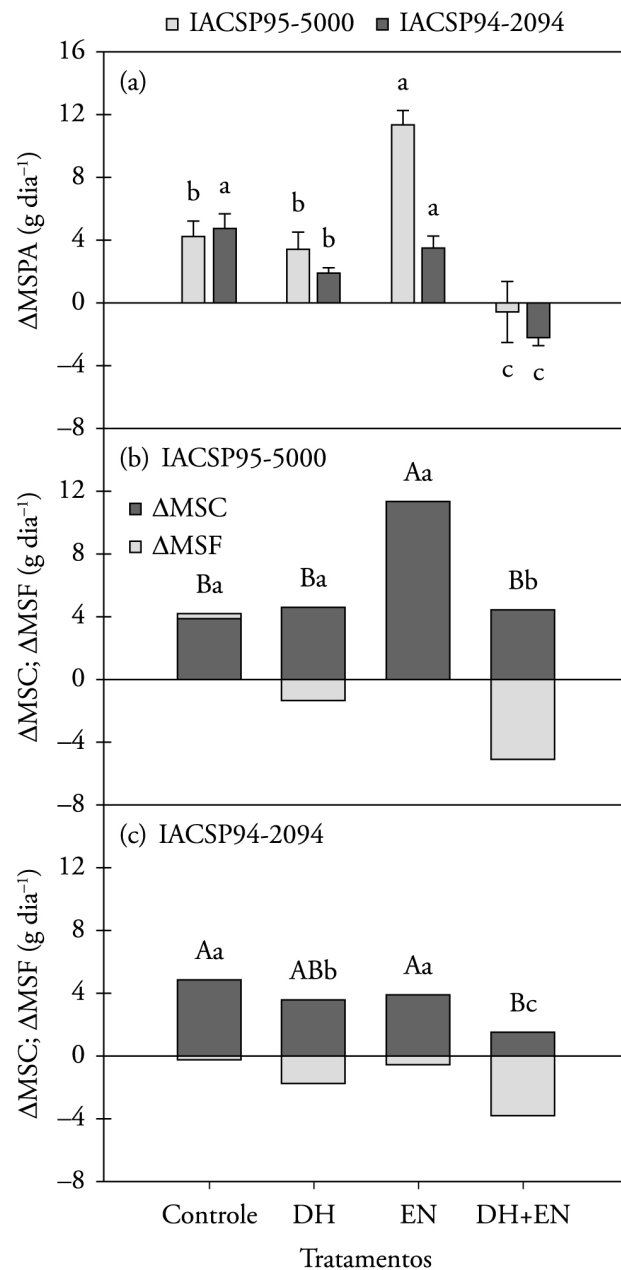 IACSP95-5000 IACSP94-2094
16
(a)
a
12
8
b a
b
a
b
4
0
−4
c c
−8
ΔMSPA (g dia⁻¹)
(b) IACSP95-5000
Aa
12
ΔMSC
ΔMSF
8
Ba Ba Bb
4
0
−4
−8
ΔMSC; ΔMSF (g dia⁻¹)
(c) IACSP94-2094
12
8
Aa ABb Aa
Bc
4
0
−4
−8
ΔMSC; ΔMSF (g dia⁻¹)
Controle DH EN DH+EN
Tratamentos